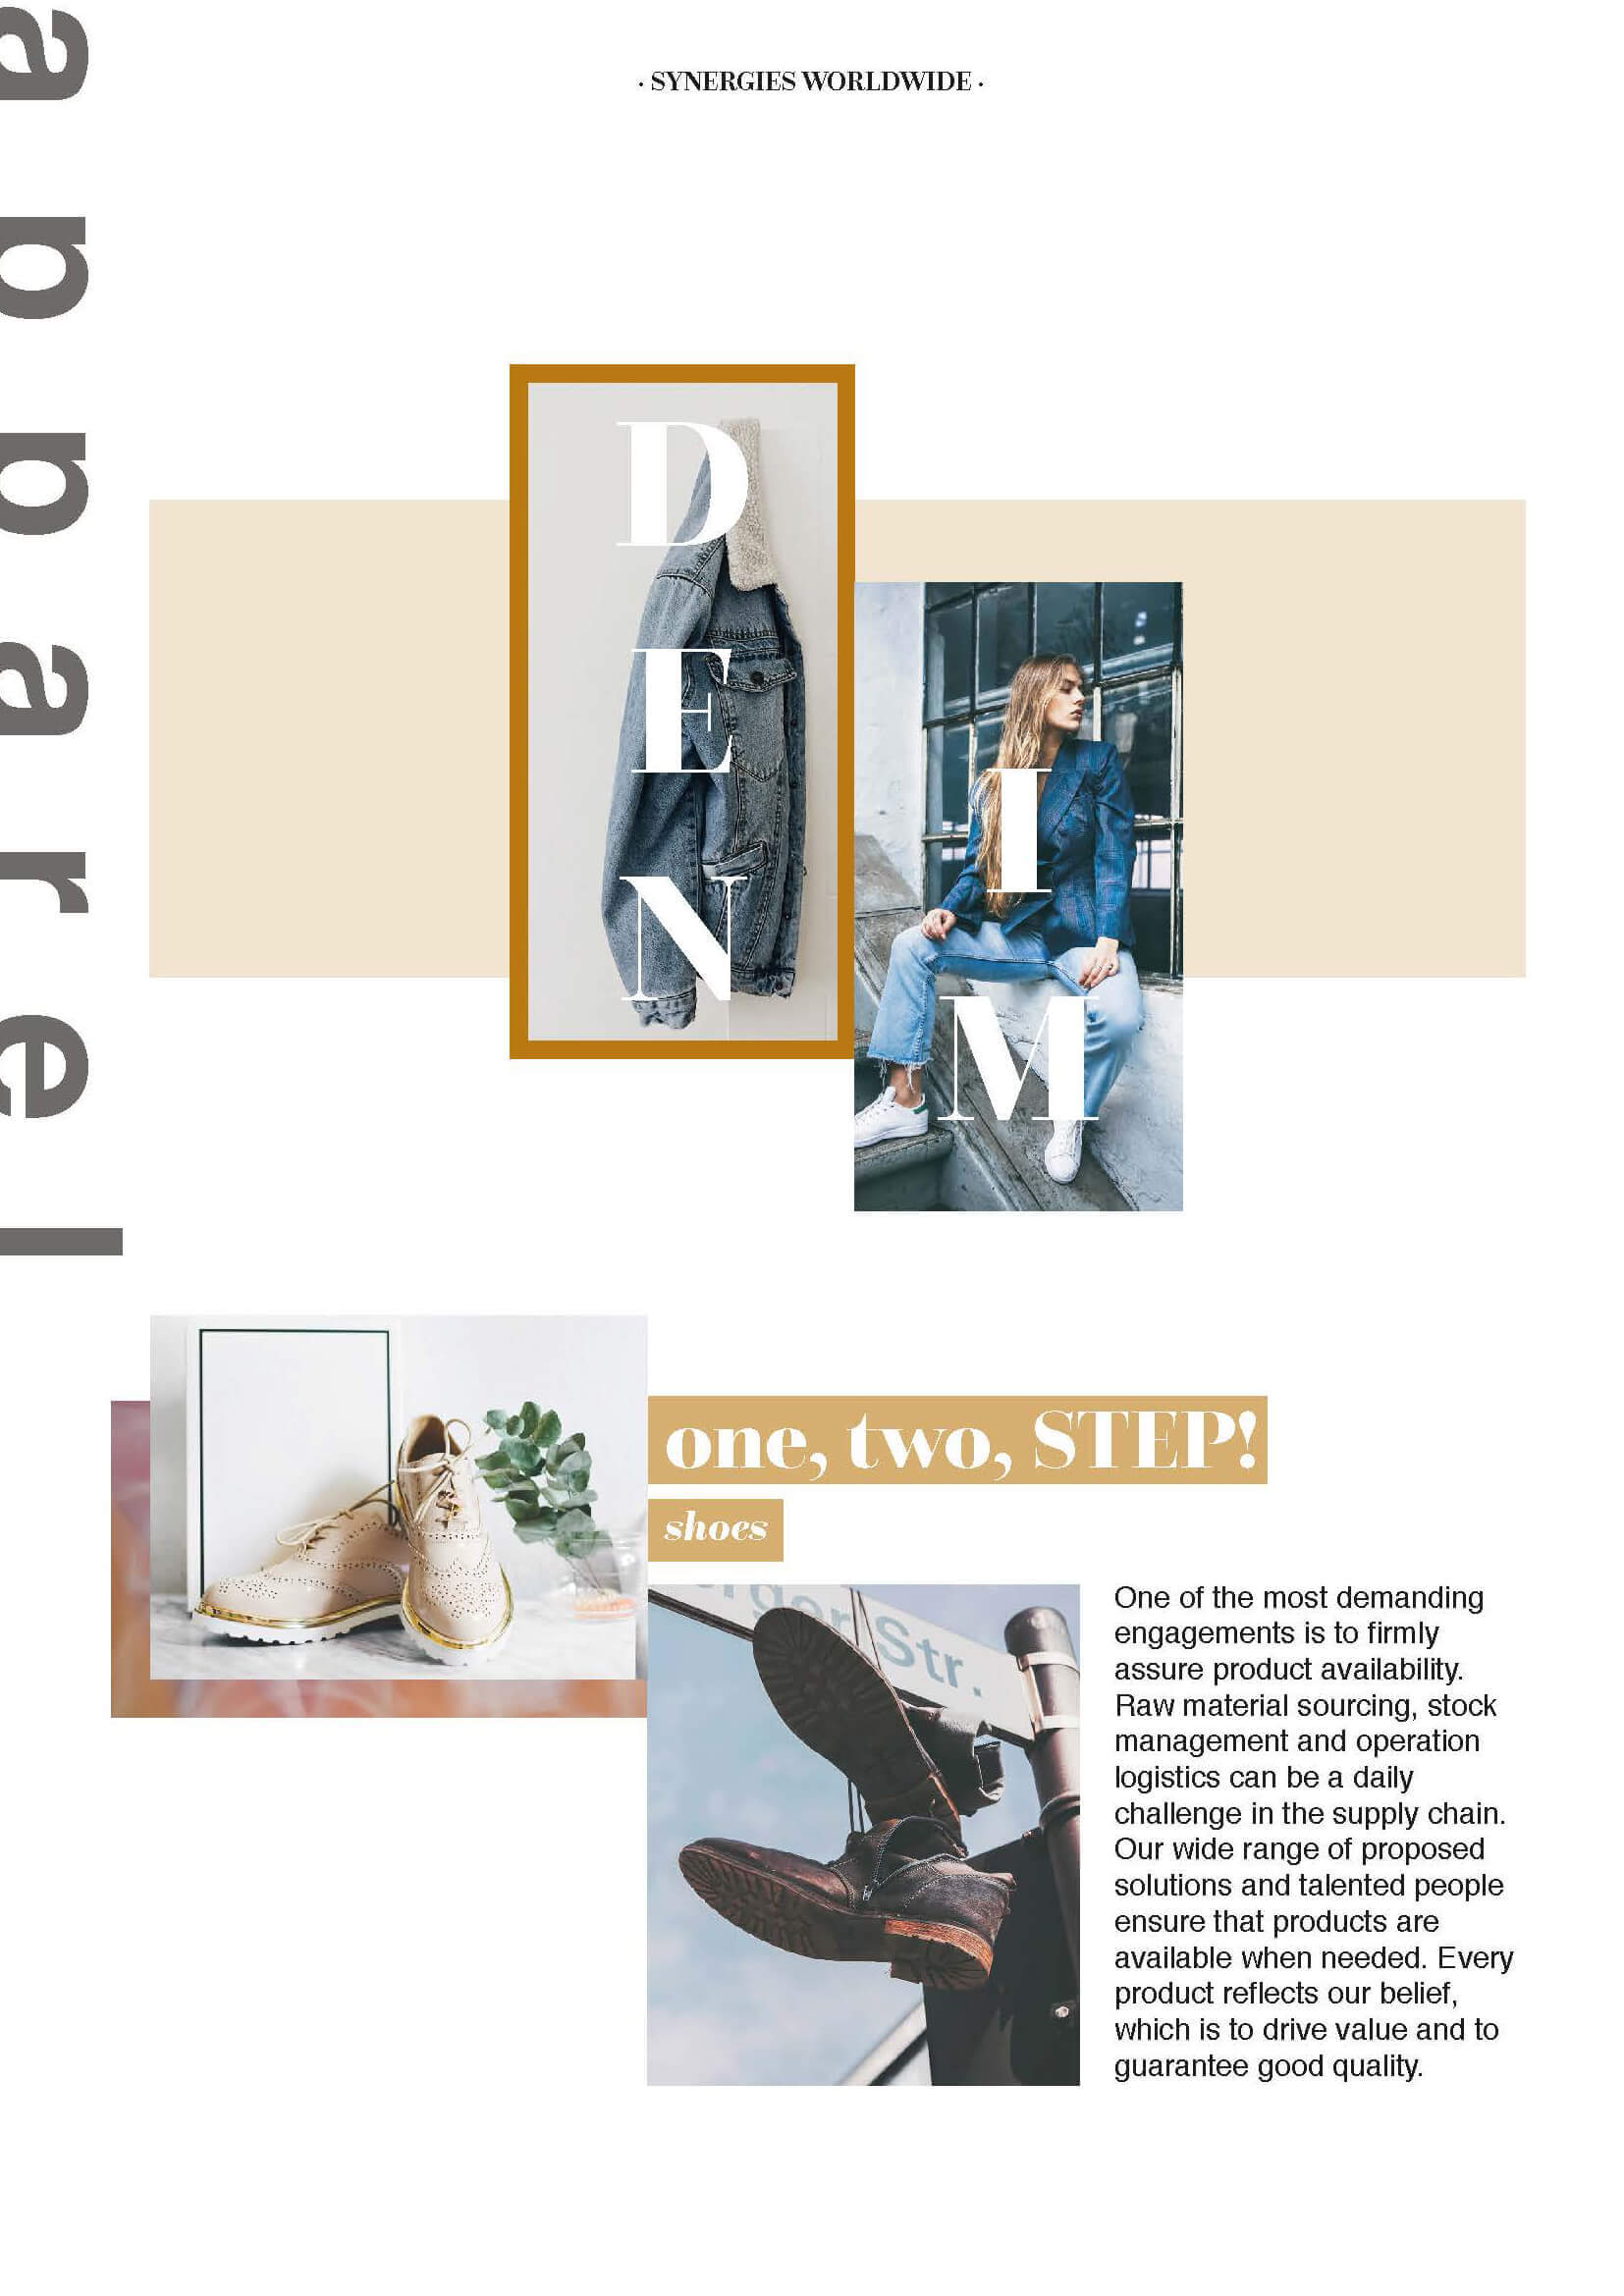 · SYNERGIES WORLDWIDE ·
apparel
D
E
N
I
M
one, two, STEP!
shoes
Str.
One of the most demanding
engagements is to firmly
assure product availability.
Raw material sourcing, stock
management and operation
logistics can be a daily
challenge in the supply chain.
Our wide range of proposed
solutions and talented people
ensure that products are
available when needed. Every
product reflects our belief,
which is to drive value and to
guarantee good quality.